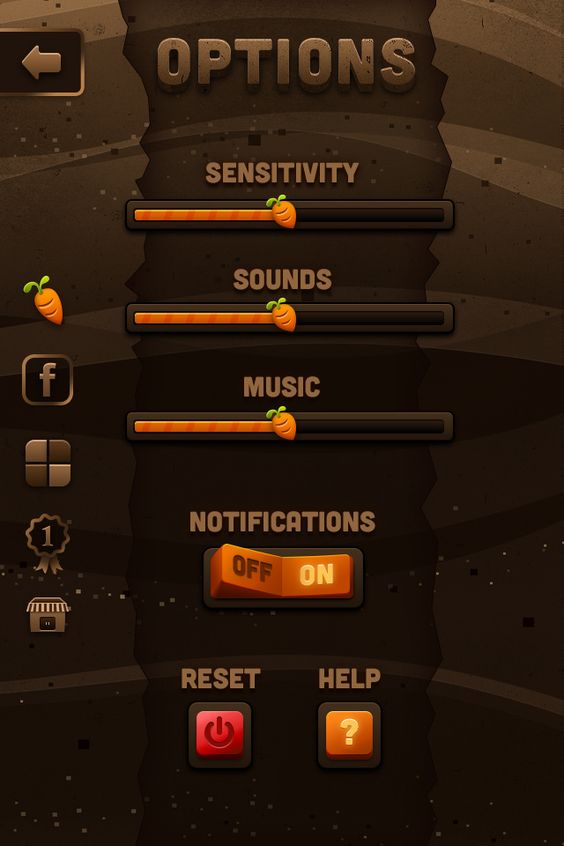 OPTIONS
SENSITIVITY
SOUNDS
MUSIC
f
1
NOTIFICATIONS
OFF ON
RESET HELP
?